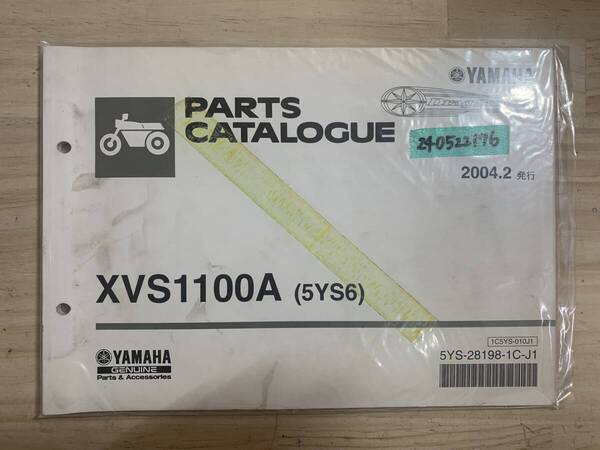 YAMAHA
PARTS
CATALOGUE
240522196
2004.2 発行
XVS1100A (5YS6)
1C5YS-010J1
5YS-28198-1C-J1
YAMAHA
GENUINE
Parts & Accessories